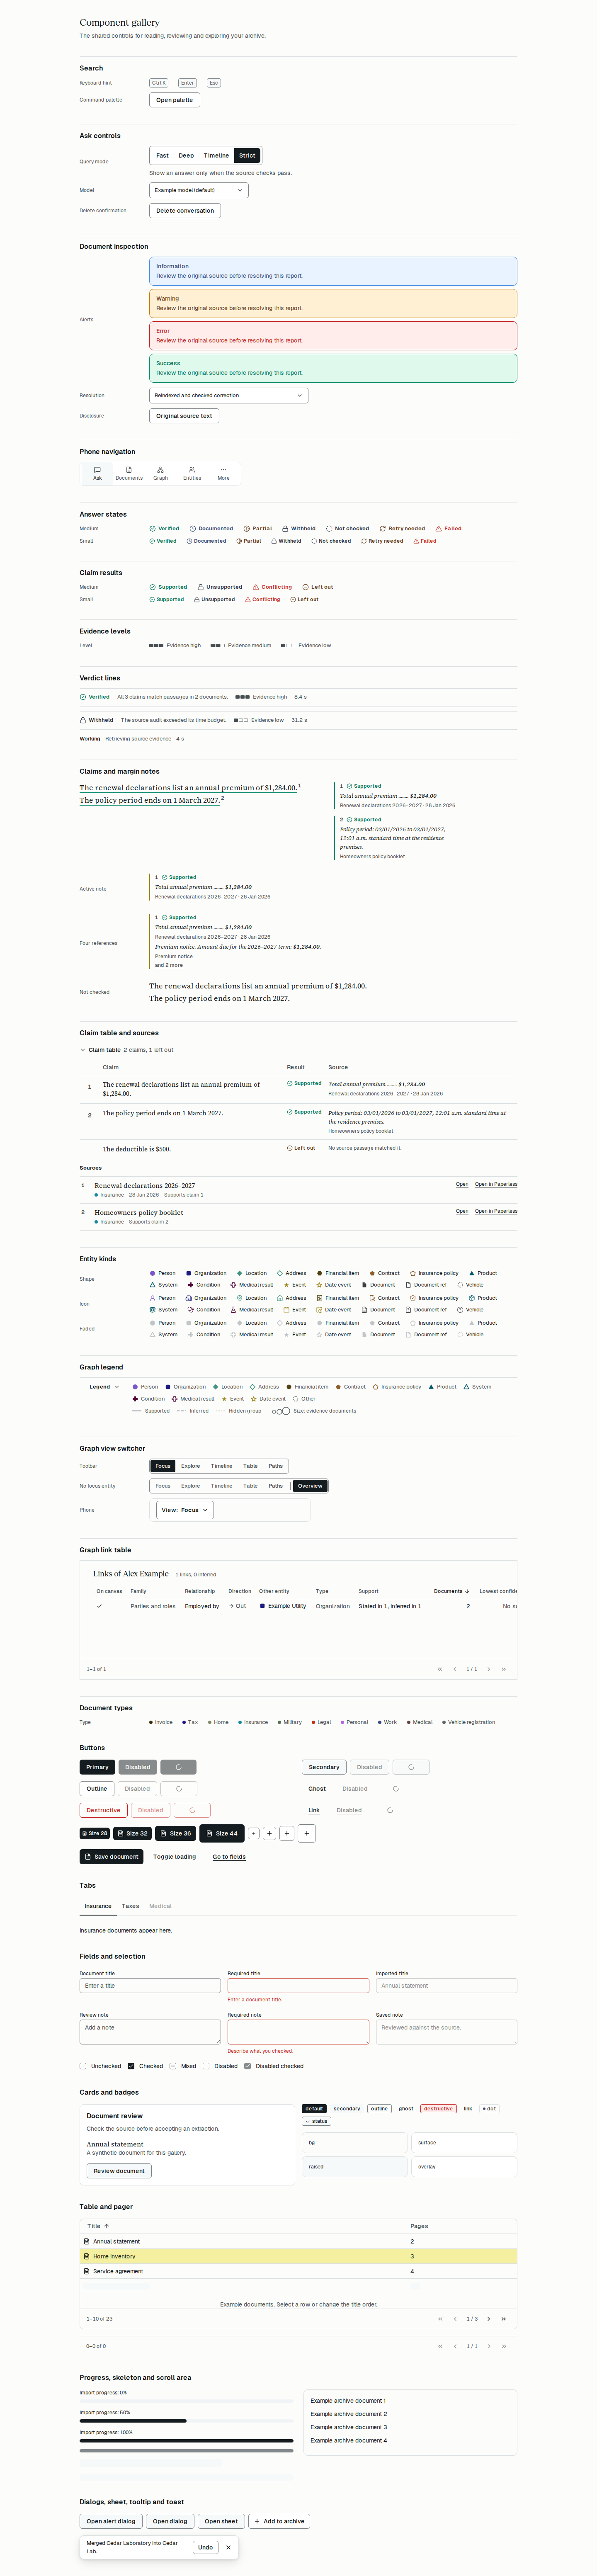 Component gallery
The shared controls for reading, reviewing and exploring your archive.
Search
Keyboard hint
Ctrl K Enter Esc
Command palette
Open palette
Ask controls
Query mode
Fast Deep Timeline Strict
Show an answer only when the source checks pass.
Model
Example model (default)
Delete confirmation
Delete conversation
Document inspection
Alerts
Information
Review the original source before resolving this report.
Warning
Review the original source before resolving this report.
Error
Review the original source before resolving this report.
Success
Review the original source before resolving this report.
Resolution
Reindexed and checked correction
Disclosure
Original source text
Phone navigation
Ask Documents Graph Entities More
Answer states
Medium Verified Documented Partial Withheld Not checked Retry needed Failed
Small Verified Documented Partial Withheld Not checked Retry needed Failed
Claim results
Medium Supported Unsupported Conflicting Left out
Small Supported Unsupported Conflicting Left out
Evidence levels
Level Evidence high Evidence medium Evidence low
Verdict lines
Verified All 3 claims match passages in 2 documents. Evidence high 8.4 s
Withheld The source audit exceeded its time budget. Evidence low 31.2 s
Working Retrieving source evidence 4 s
Claims and margin notes
The renewal declarations list an annual premium of $1,284.00.1
The policy period ends on 1 March 2027.2
1 Supported
Total annual premium ....... $1,284.00
Renewal declarations 2026–2027 · 28 Jan 2026
2 Supported
Policy period: 03/01/2026 to 03/01/2027,
12:01 a.m. standard time at the residence
premises.
Homeowners policy booklet
Active note
1 Supported
Total annual premium ....... $1,284.00
Renewal declarations 2026–2027 · 28 Jan 2026
Four references
1 Supported
Total annual premium ....... $1,284.00
Renewal declarations 2026–2027 · 28 Jan 2026
Premium notice. Amount due for the 2026–2027 term: $1,284.00.
Premium notice
and 2 more
Not checked
The renewal declarations list an annual premium of $1,284.00.
The policy period ends on 1 March 2027.
Claim table and sources
Claim table 2 claims, 1 left out
Claim Result Source
1 The renewal declarations list an annual premium of
$1,284.00.
Supported
Total annual premium ....... $1,284.00
Renewal declarations 2026–2027 · 28 Jan 2026
2 The policy period ends on 1 March 2027.
Supported
Policy period: 03/01/2026 to 03/01/2027, 12:01 a.m. standard time at
the residence premises.
Homeowners policy booklet
The deductible is $500. Left out No source passage matched it.
Sources
1 Renewal declarations 2026–2027 Open Open in Paperless
Insurance 28 Jan 2026 Supports claim 1
2 Homeowners policy booklet Open Open in Paperless
Insurance Supports claim 2
Entity kinds
Shape
Person Organization Location Address Financial item Contract Insurance policy Product
System Condition Medical result Event Date event Document Document ref Vehicle
Icon
Person Organization Location Address Financial item Contract Insurance policy Product
System Condition Medical result Event Date event Document Document ref Vehicle
Faded
Person Organization Location Address Financial item Contract Insurance policy Product
System Condition Medical result Event Date event Document Document ref Vehicle
Graph legend
Legend Person Organization Location Address Financial item Contract Insurance policy Product System
Condition Medical result Event Date event Other
Supported Inferred Hidden group Size: evidence documents
Graph view switcher
Toolbar Focus Explore Timeline Table Paths
No focus entity Focus Explore Timeline Table Paths Overview
Phone View: Focus
Graph link table
Links of Alex Example 1 links, 0 inferred
On canvas Family Relationship Direction Other entity Type Support Documents Lowest confide
Parties and roles Employed by Out Example Utility Organization Stated in 1, inferred in 1 2 No sc
1–1 of 1 1 / 1
Document types
Type Invoice Tax Home Insurance Military Legal Personal Work Medical Vehicle registration
Buttons
Primary Disabled
Secondary Disabled
Outline Disabled
Ghost Disabled
Destructive Disabled
Link Disabled
Size 28 Size 32 Size 36 Size 44
Save document Toggle loading Go to fields
Tabs
Insurance Taxes Medical
Insurance documents appear here.
Fields and selection
Document title Required title Imported title
Enter a title Annual statement
Enter a document title.
Review note Required note Saved note
Add a note Reviewed against the source.
Describe what you checked.
Unchecked Checked Mixed Disabled Disabled checked
Cards and badges
Document review
Check the source before accepting an extraction.
Annual statement
A synthetic document for this gallery.
Review document
default secondary outline ghost destructive link dot
status
bg surface
raised overlay
Table and pager
Title Pages
Annual statement 2
Home inventory 3
Service agreement 4
Example documents. Select a row or change the title order.
1–10 of 23 1 / 3
0–0 of 0 1 / 1
Progress, skeleton and scroll area
Import progress: 0%
Import progress: 50%
Import progress: 100%
Example archive document 1
Example archive document 2
Example archive document 3
Example archive document 4
Dialogs, sheet, tooltip and toast
Open alert dialog Open dialog Open sheet Add to archive
Merged Cedar Laboratory into Cedar
Lab.
Undo